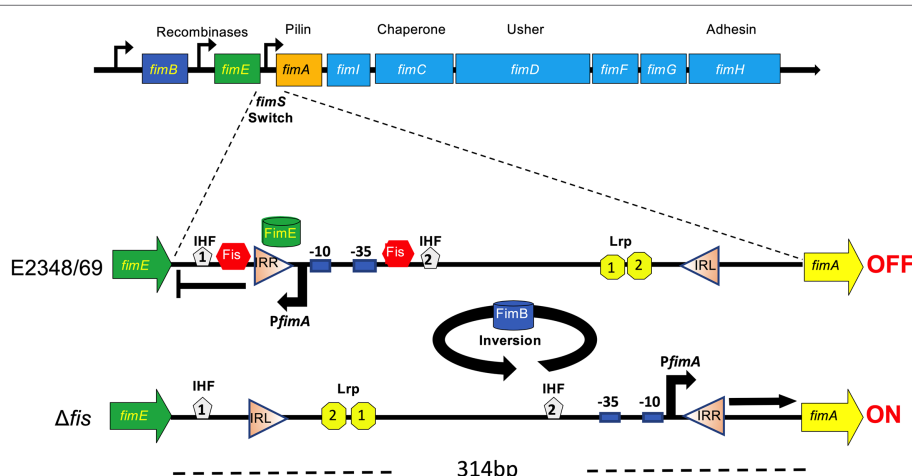 Recombinases Pilin Chaperone Usher Adhesin
fimB fimE fimA fimI fimC fimD fimF fimG fimH
fimS
Switch
FimE
IHF IHF Lrp
E2348/69 fimE 1 Fis IRR -10 -35 Fis 2 1 2 IRL fimA OFF
PfimA
FimB
Inversion
PfimA
IHF Lrp IHF -35 -10
Δfis fimE 1 IRL 2 1 2 IRR fimA ON
314bp